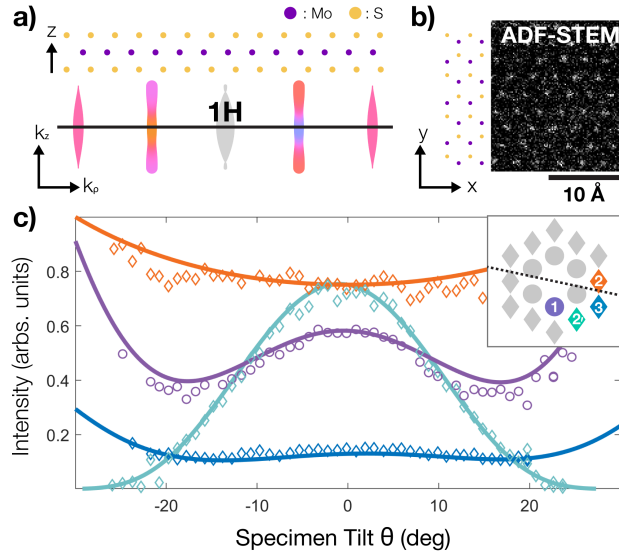 a)
: Mo
: S
z
1H
k_z
k_ρ
b)
ADF-STEM
y
x
10 Å
c)
Intensity (arbs. units)
0.8
0.6
0.4
0.2
-20
-10
0
10
20
Specimen Tilt θ (deg)
2
1
3
2